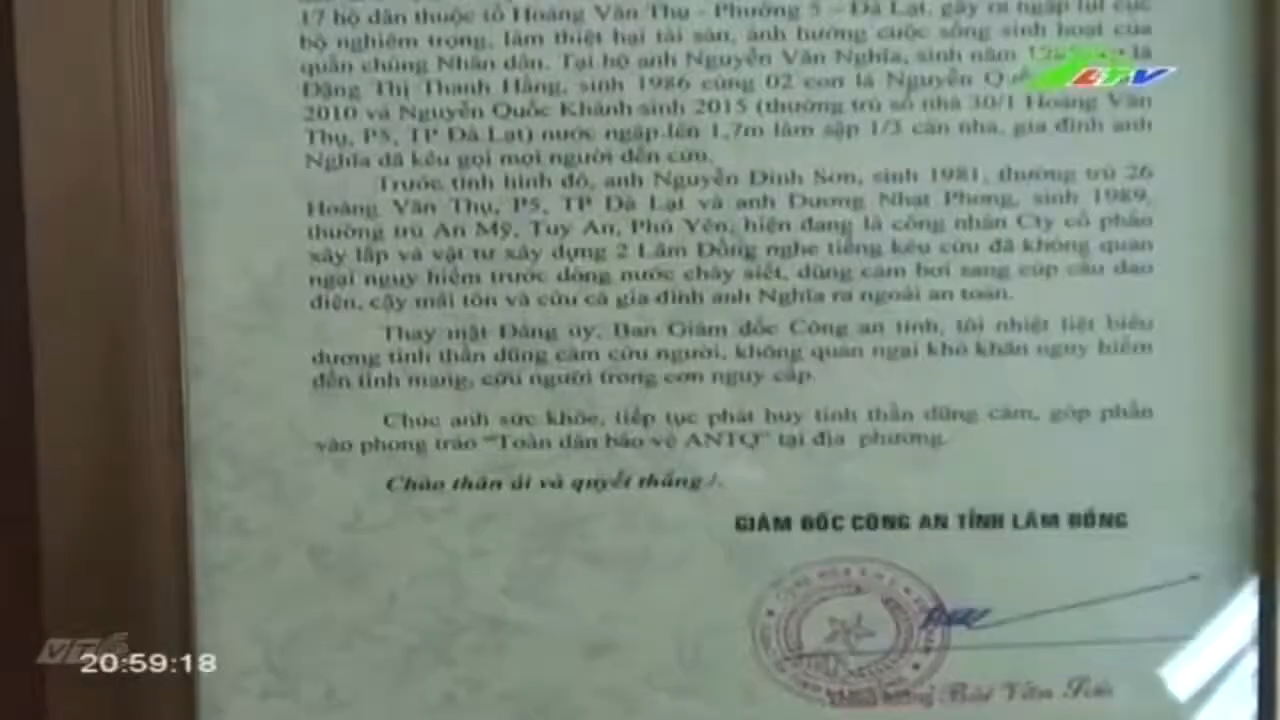 17 hộ dân thuộc tổ Hoàng Văn Thụ - Phường 5 – Đà Lạt, gây ra ngập lụt cục
bộ nghiêm trọng, làm thiệt hại tài sản, ảnh hưởng cuộc sống sinh hoạt của
quần chúng Nhân dân. Tại hộ anh Nguyễn Văn Nghĩa, sinh năm là
Đặng Thị Thanh Hằng, sinh 1986 cùng 02 con là Nguyễn
2010 và Nguyễn Quốc Khánh sinh 2015 (thường trú số nhà 30/1 Hoàng Văn
Thụ, P5, TP Đà Lạt) nước ngập lên 1,7m làm sập 1/3 căn nhà, gia đình anh
Nghĩa đã kêu gọi mọi người đến cứu.
Trước tình hình đó, anh Nguyễn Đình Sơn, sinh 1981, thường trú 26
Hoàng Văn Thụ, P5, TP Đà Lạt và anh Dương Nhật Phong, sinh 1989,
thường trú An Mỹ, Tuy An, Phú Yên, hiện đang là công nhân Cty cổ phần
xây lắp và vật tư xây dựng 2 Lâm Đồng nghe tiếng kêu cứu đã không quản
ngại nguy hiểm trước dòng nước chảy siết, dũng cảm bơi sang cúp cầu dao
điện, cậy mái tôn và cứu cả gia đình anh Nghĩa ra ngoài an toàn.
Thay mặt Đảng ủy, Ban Giám đốc Công an tỉnh, tôi nhiệt liệt biểu
dương tinh thần dũng cảm cứu người, không quản ngại khó khăn nguy hiểm
đến tính mạng, cứu người trong cơn nguy cấp.
Chúc anh sức khỏe, tiếp tục phát huy tinh thần dũng cảm, góp phần
vào phong trào "Toàn dân bảo vệ ANTQ" tại địa phương.
Chào thân ái và quyết thắng./.
GIÁM ĐỐC CÔNG AN TỈNH LÂM ĐỒNG
Bùi Văn Sơn
LTV
VTV6
20:59:18